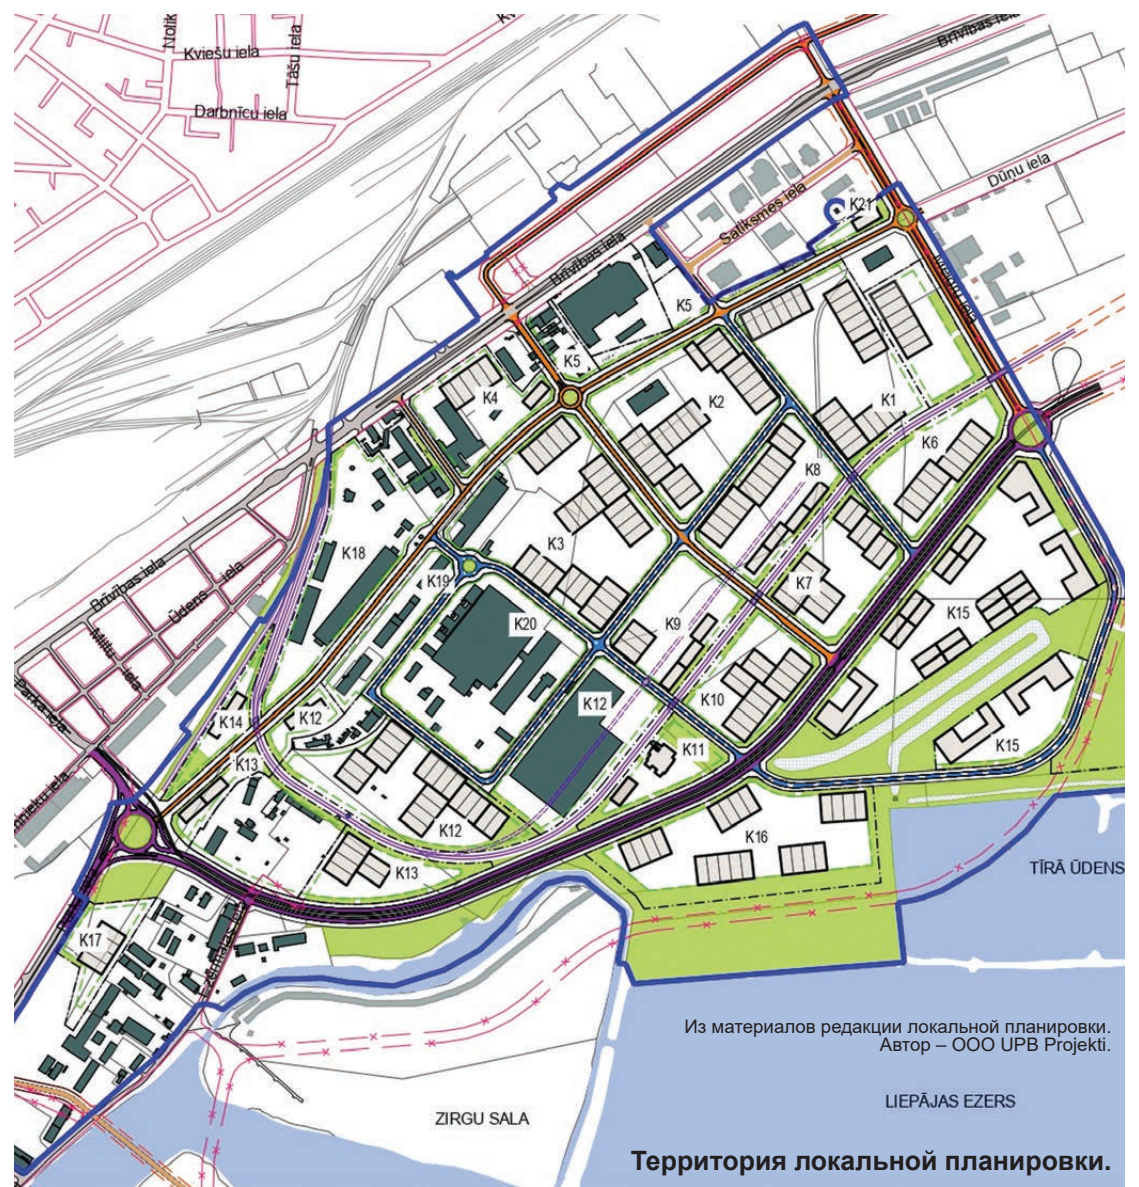 Kviešu iela
Tāšu iela
Darbnīcu iela
Brīvības iela
Dūņu iela
Satiksmes iela
K21
Brīvības iela
K5
K5
K4
K2
K1
K6
K8
K3
K18
K19
K7
K20
K9
K15
Brīvības iela
Ūdens iela
Mīlu iela
K12
K10
K14
K12
K11
K15
K13
K12
K16
K13
TĪRĀ ŪDENS
K17
Из материалов редакции локальной планировки.
Автор – ООО UPB Projekti.
LIEPĀJAS EZERS
ZIRGU SALA
Территория локальной планировки.